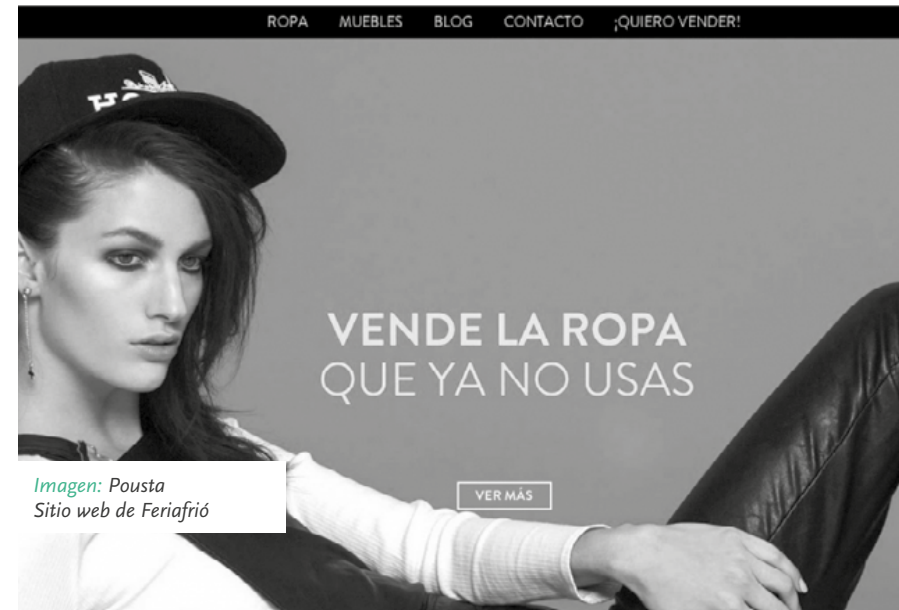 ROPA MUEBLES BLOG CONTACTO ¡QUIERO VENDER!
VENDE LA ROPA
QUE YA NO USAS
VER MÁS
Imagen: Pousta
Sitio web de Feriafrió